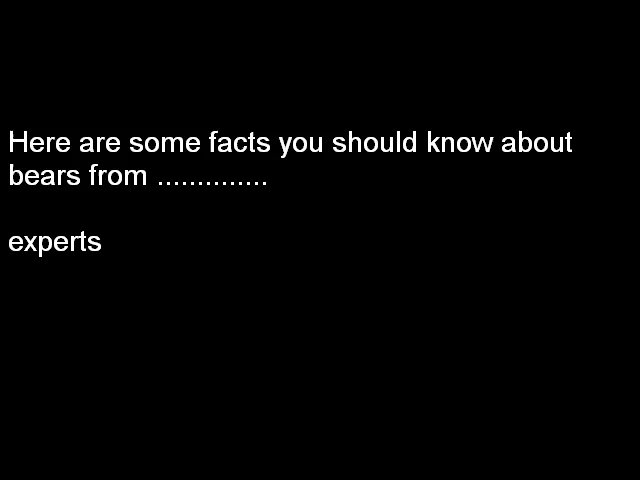 Here are some facts you should know about
bears from ..............
experts